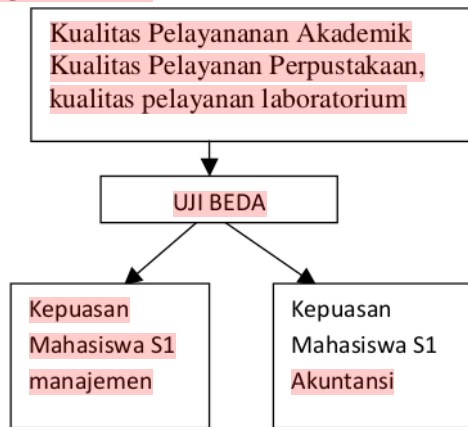 Kualitas Pelayananan Akademik
Kualitas Pelayanan Perpustakaan,
kualitas pelayanan laboratorium
UJI BEDA
Kepuasan
Mahasiswa S1
manajemen
Kepuasan
Mahasiswa S1
Akuntansi